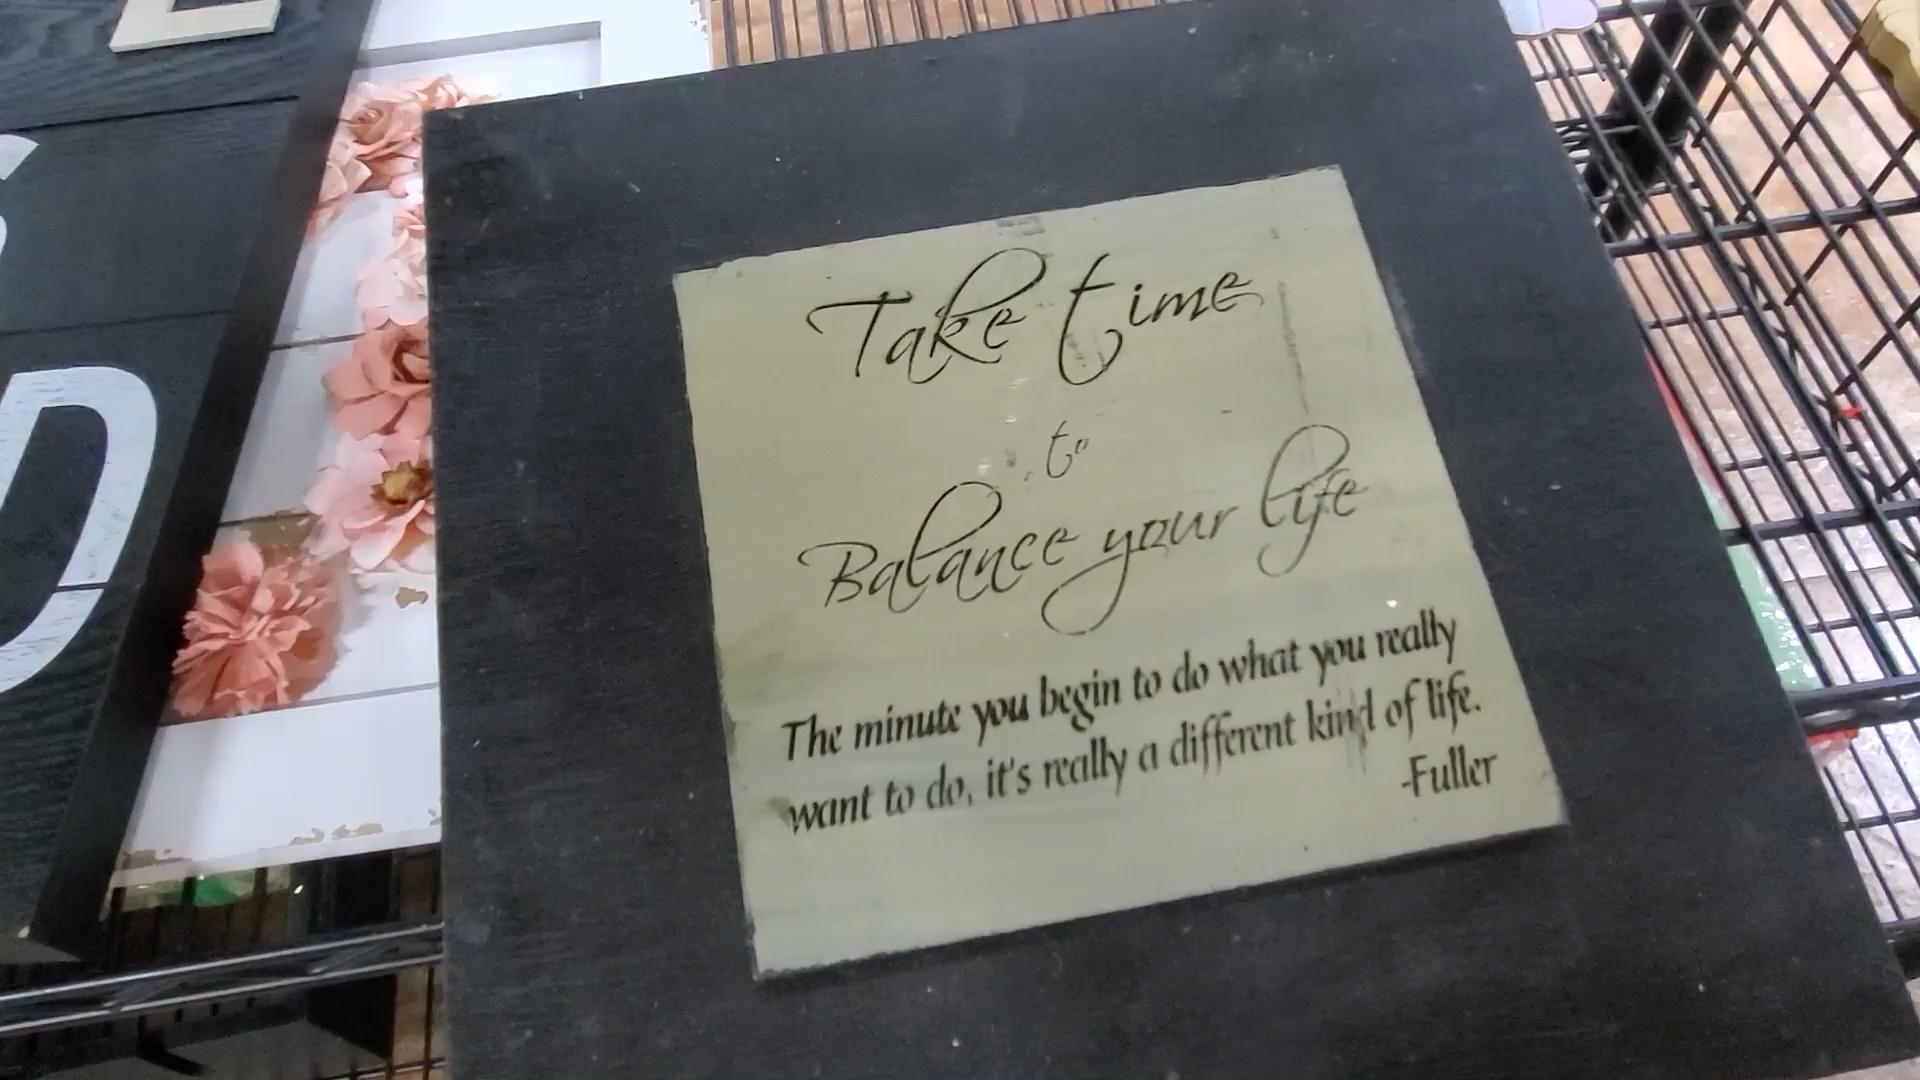 E
S
D
Take time
to
Balance your life
The minute you begin to do what you really
want to do, it's really a different kind of life.
-Fuller